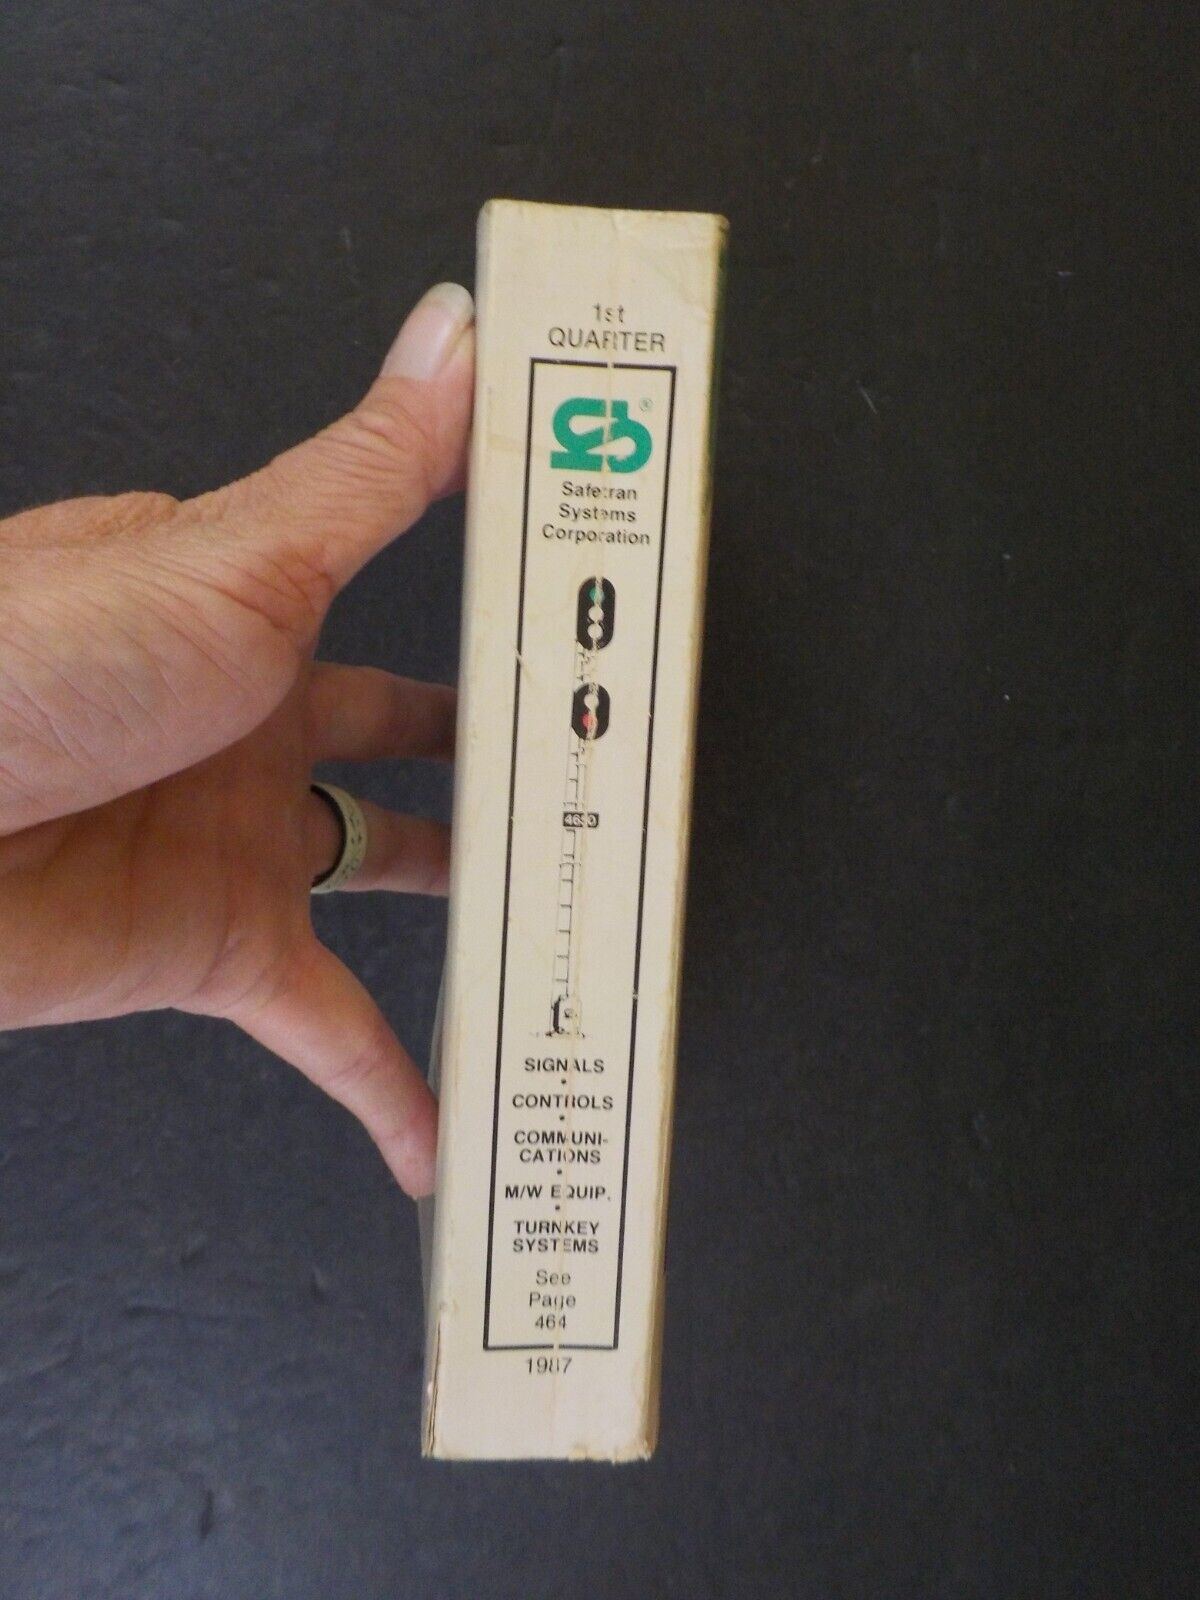 1st
QUARTER
®
Safetran
Systems
Corporation
SIGNALS
•
CONTROLS
•
COMMUNI-
CATIONS
•
M/W EQUIP.
•
TURNKEY
SYSTEMS
See
Page
464
1987